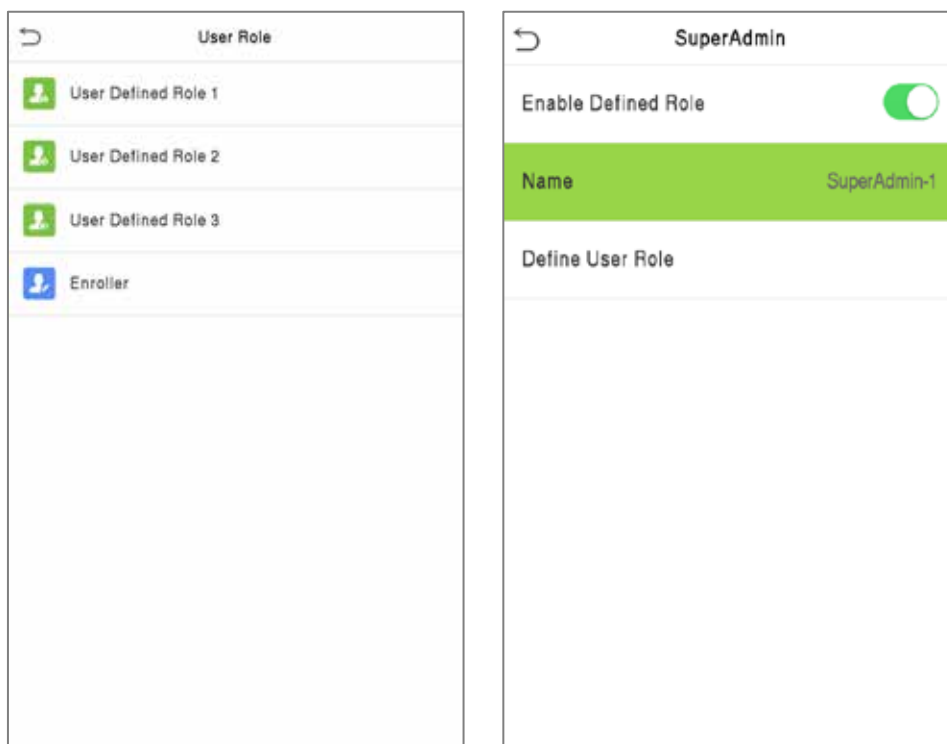 User Role
User Defined Role 1
User Defined Role 2
User Defined Role 3
Enroller
SuperAdmin
Enable Defined Role
Name SuperAdmin-1
Define User Role